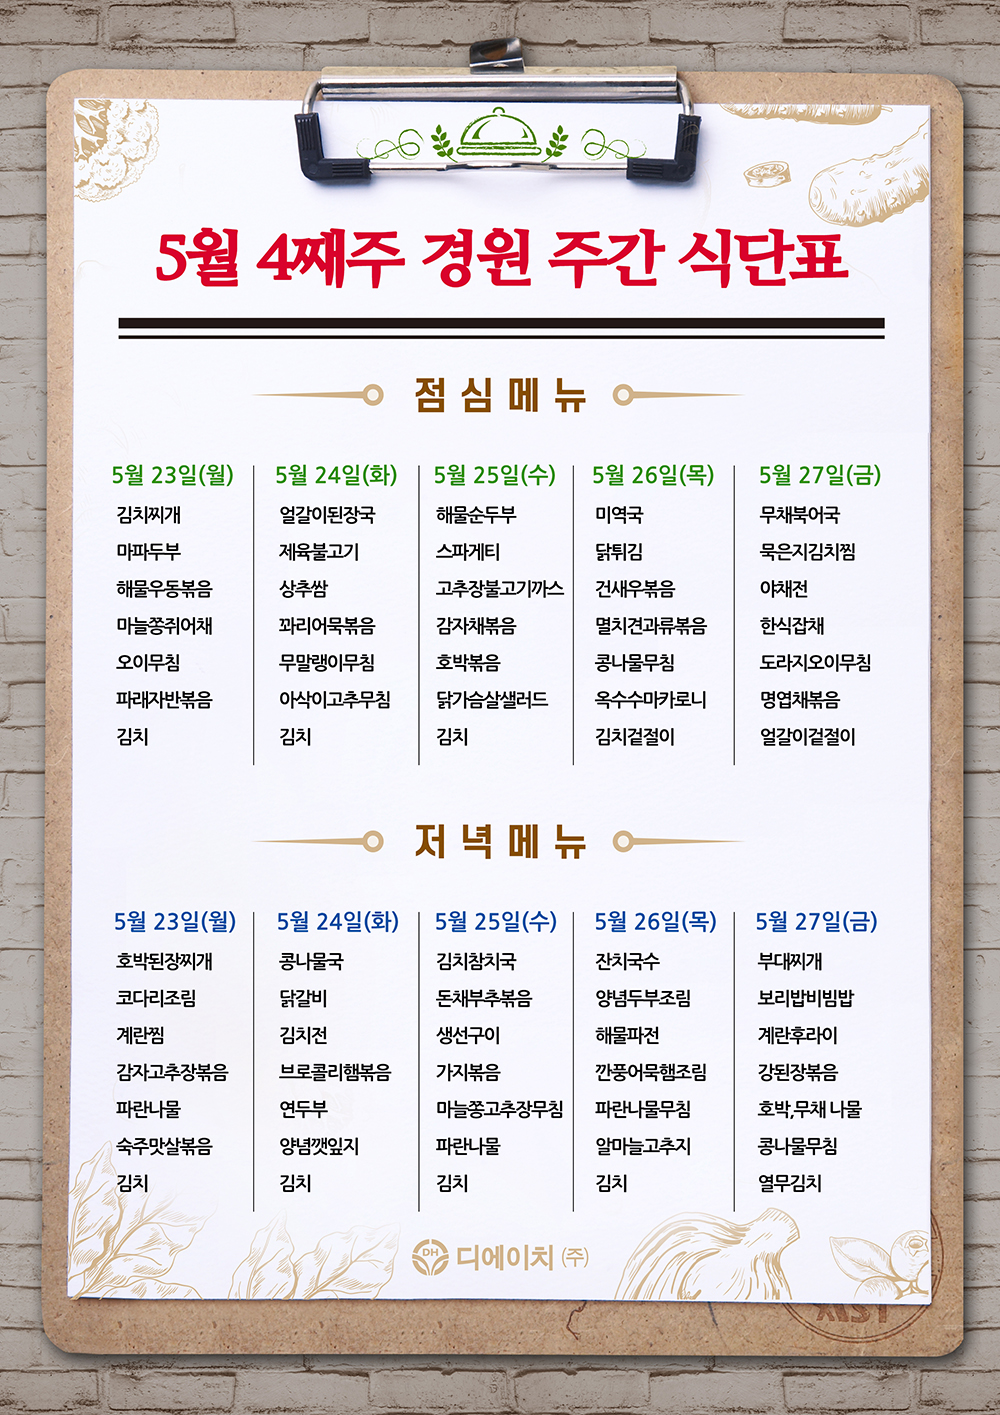 5월 4째주 경원 주간 식단표
점심메뉴
5월 23일(월)
김치찌개
마파두부
해물우동볶음
마늘쫑쥐어채
오이무침
파래자반볶음
김치
5월 24일(화)
얼갈이된장국
제육불고기
상추쌈
꽈리어묵볶음
무말랭이무침
아삭이고추무침
김치
5월 25일(수)
해물순두부
스파게티
고추장불고기까스
감자채볶음
호박볶음
닭가슴살샐러드
김치
5월 26일(목)
미역국
닭튀김
건새우볶음
멸치견과류볶음
콩나물무침
옥수수마카로니
김치겉절이
5월 27일(금)
무채북어국
묵은지김치찜
야채전
한식잡채
도라지오이무침
명엽채볶음
얼갈이겉절이
저녁메뉴
5월 23일(월)
호박된장찌개
코다리조림
계란찜
감자고추장볶음
파란나물
숙주맛살볶음
김치
5월 24일(화)
콩나물국
닭갈비
김치전
브로콜리햄볶음
연두부
양념깻잎지
김치
5월 25일(수)
김치참치국
돈채부추볶음
생선구이
가지볶음
마늘쫑고추장무침
파란나물
김치
5월 26일(목)
잔치국수
양념두부조림
해물파전
깐풍어묵햄조림
파란나물무침
알마늘고추지
김치
5월 27일(금)
부대찌개
보리밥비빔밥
계란후라이
강된장볶음
호박,무채 나물
콩나물무침
열무김치
DH 디에이치 (주)